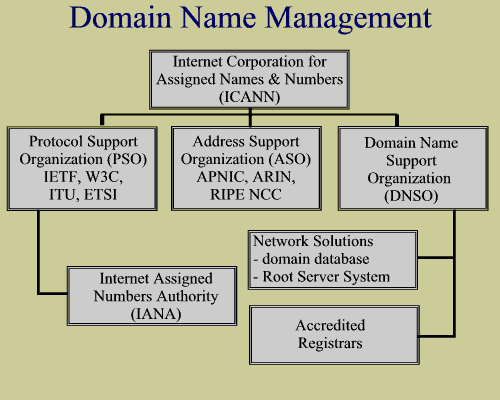 Domain Name Management
Internet Corporation for
Assigned Names & Numbers
(ICANN)
Protocol Support
Organization (PSO)
IETF, W3C,
ITU, ETSI
Address Support
Organization (ASO)
APNIC, ARIN,
RIPE NCC
Domain Name
Support
Organization
(DNSO)
Network Solutions
- domain database
- Root Server System
Internet Assigned
Numbers Authority
(IANA)
Accredited
Registrars